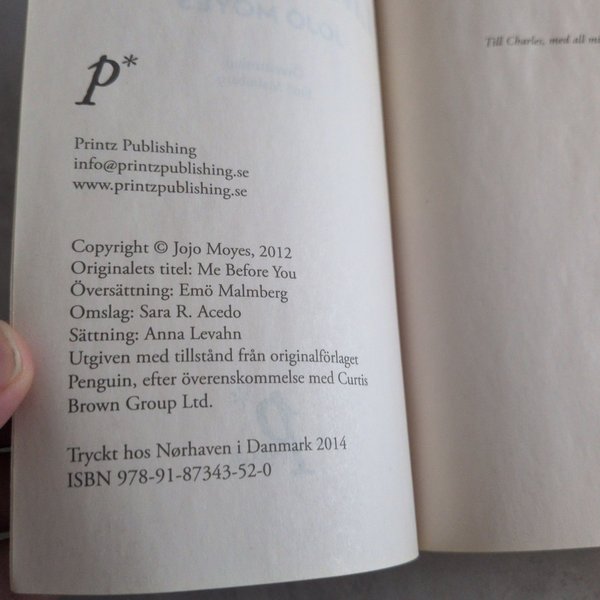 p*
Printz Publishing
info@printzpublishing.se
www.printzpublishing.se
Copyright © Jojo Moyes, 2012
Originalets titel: Me Before You
Översättning: Emö Malmberg
Omslag: Sara R. Acedo
Sättning: Anna Levahn
Utgiven med tillstånd från originalförlaget
Penguin, efter överenskommelse med Curtis
Brown Group Ltd.
Tryckt hos Nørhaven i Danmark 2014
ISBN 978-91-87343-52-0
Till Charles, med all